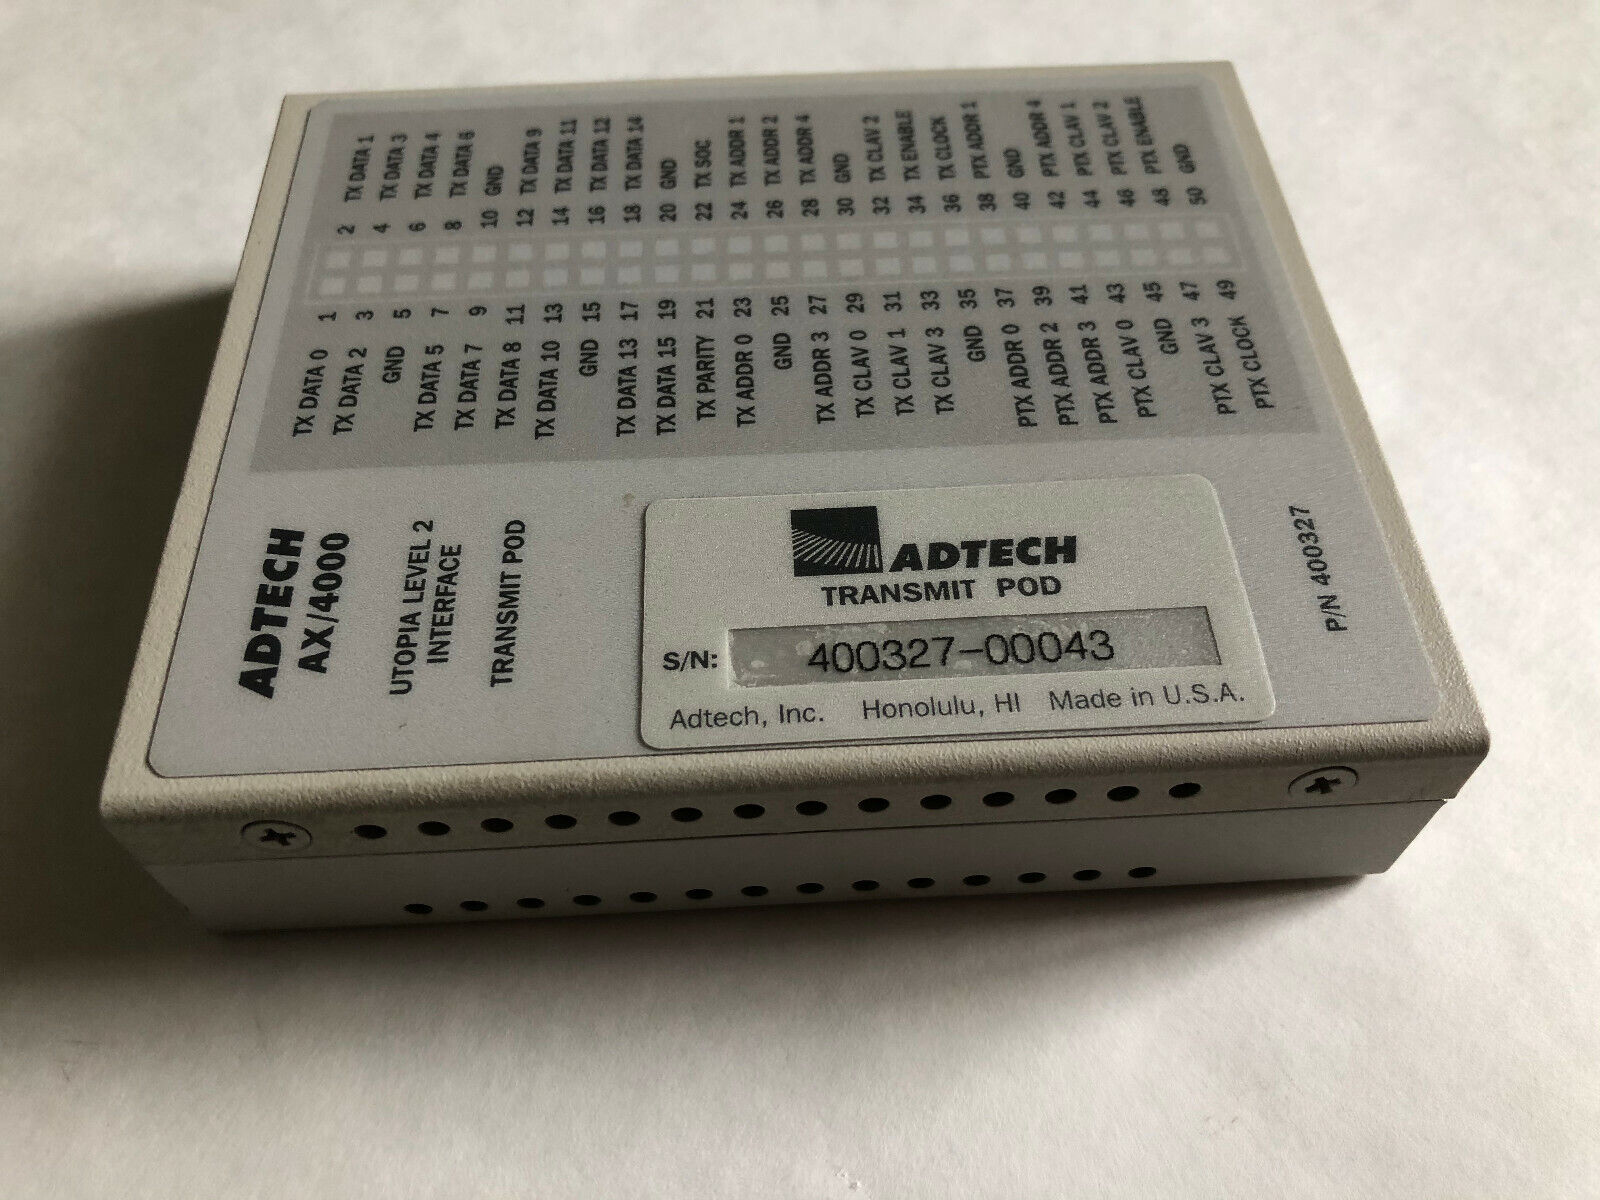 TX DATA 0 1
TX DATA 2 3
GND 5
TX DATA 5 7
TX DATA 7 9
TX DATA 8 11
TX DATA 10 13
GND 15
TX DATA 13 17
TX DATA 15 19
TX PARITY 21
TX ADDR 0 23
GND 25
TX ADDR 3 27
TX CLAV 0 29
TX CLAV 1 31
TX CLAV 3 33
GND 35
PTX ADDR 0 37
PTX ADDR 2 39
PTX ADDR 3 41
PTX CLAV 0 43
GND 45
PTX CLAV 3 47
PTX CLOCK 49
2 TX DATA 1
4 TX DATA 3
6 TX DATA 4
8 TX DATA 6
10 GND
12 TX DATA 9
14 TX DATA 11
16 TX DATA 12
18 TX DATA 14
20 GND
22 TX SOC
24 TX ADDR 1
26 TX ADDR 2
28 TX ADDR 4
30 GND
32 TX CLAV 2
34 TX ENABLE
36 TX CLOCK
38 PTX ADDR 1
40 GND
42 PTX ADDR 4
44 PTX CLAV 1
46 PTX CLAV 2
48 PTX ENABLE
50 GND
ADTECH
AX/4000
UTOPIA LEVEL 2
INTERFACE
TRANSMIT POD
ADTECH
TRANSMIT POD
S/N: 400327-00043
Adtech, Inc. Honolulu, HI Made in U.S.A.
P/N 400327